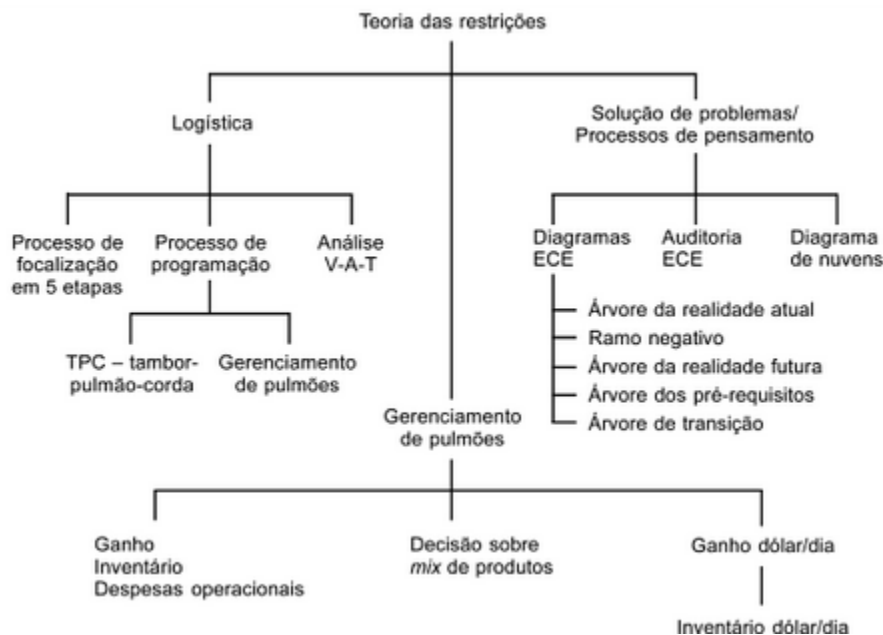 Teoria das restrições
Logística
Solução de problemas/
Processos de pensamento
Processo de
focalização
em 5 etapas
Processo de
programação
Análise
V-A-T
Diagramas
ECE
Auditoria
ECE
Diagrama
de nuvens
TPC – tambor-
pulmão-corda
Gerenciamento
de pulmões
Árvore da realidade atual
Ramo negativo
Árvore da realidade futura
Árvore dos pré-requisitos
Árvore de transição
Gerenciamento
de pulmões
Ganho
Inventário
Despesas operacionais
Decisão sobre
mix de produtos
Ganho dólar/dia
Inventário dólar/dia